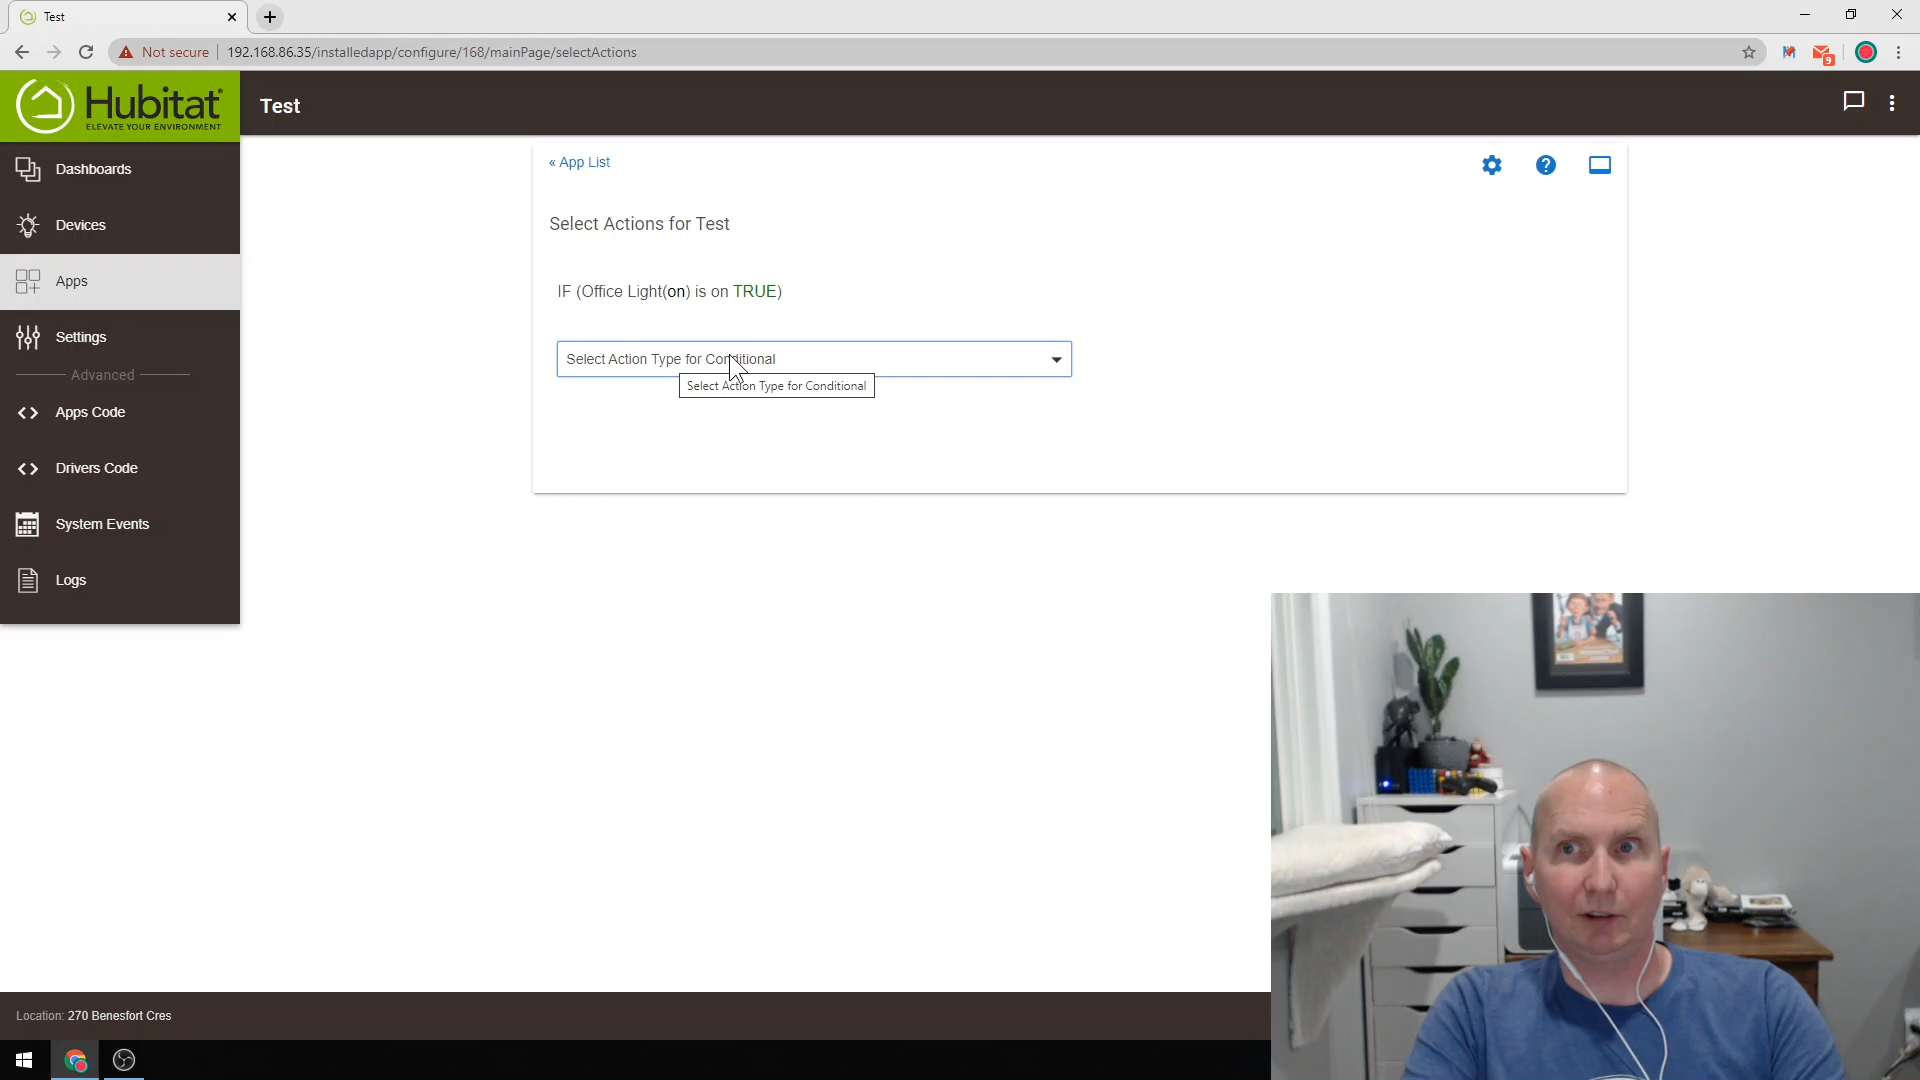 Test
Not secure
192.168.86.35/installedapp/configure/168/mainPage/selectActions
9
Hubitat
ELEVATE YOUR ENVIRONMENT
Test
Dashboards
Devices
Apps
Settings
Advanced
Apps Code
Drivers Code
System Events
Logs
« App List
Select Actions for Test
IF (Office Light(on) is on TRUE)
Select Action Type for Conditional
Select Action Type for Conditional
Location: 270 Benesfort Cres